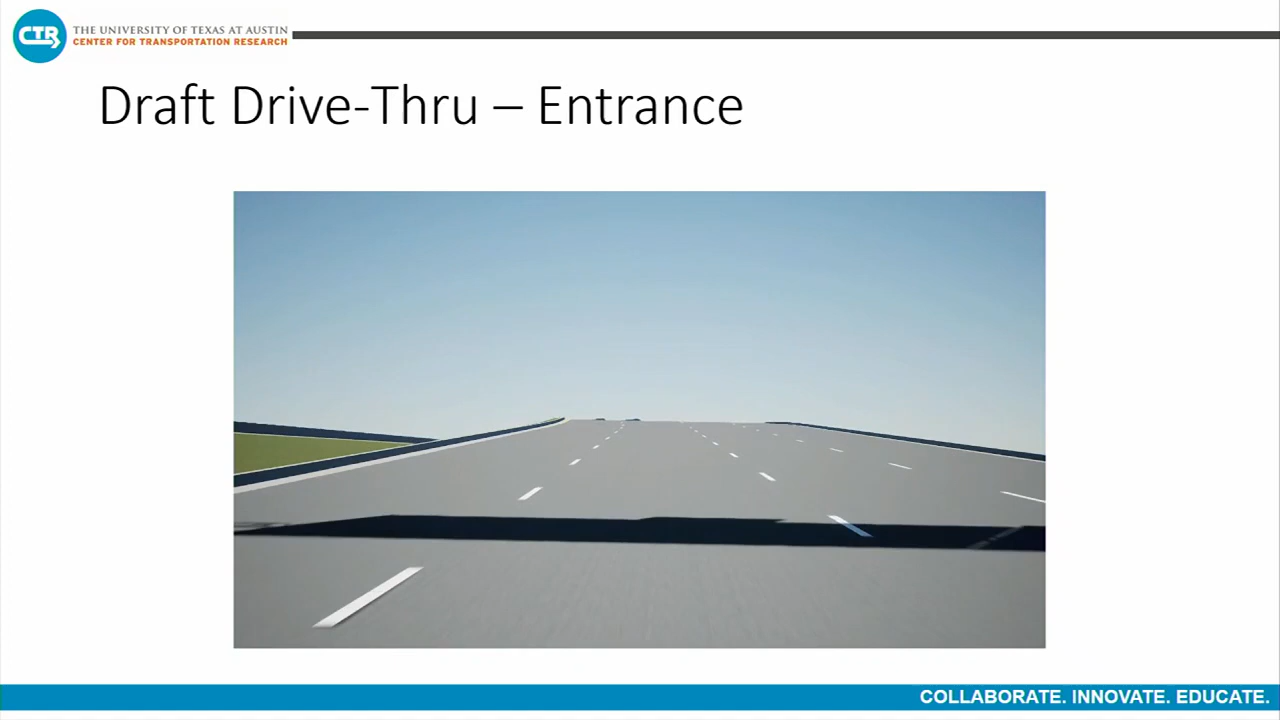 CTR
THE UNIVERSITY OF TEXAS AT AUSTIN
CENTER FOR TRANSPORTATION RESEARCH
Draft Drive-Thru – Entrance
COLLABORATE. INNOVATE. EDUCATE.